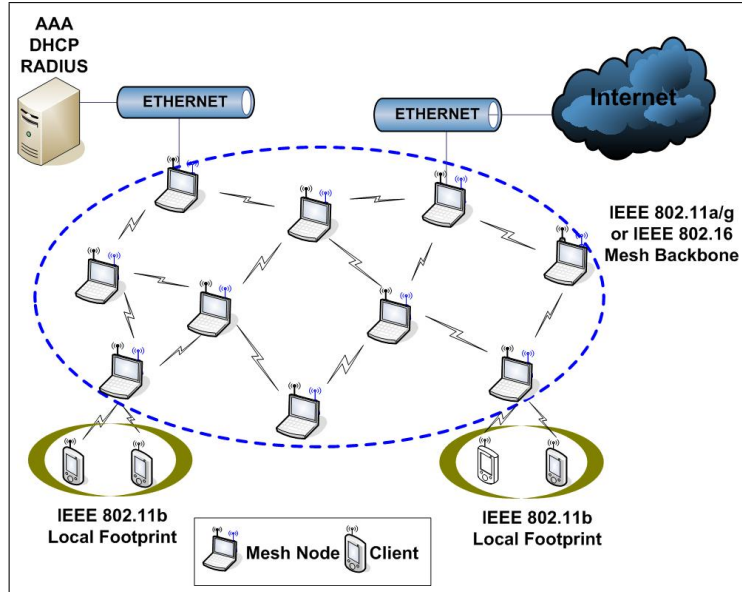 AAA
DHCP
RADIUS
ETHERNET
ETHERNET
Internet
IEEE 802.11a/g
or IEEE 802.16
Mesh Backbone
IEEE 802.11b
Local Footprint
IEEE 802.11b
Local Footprint
Mesh Node
Client